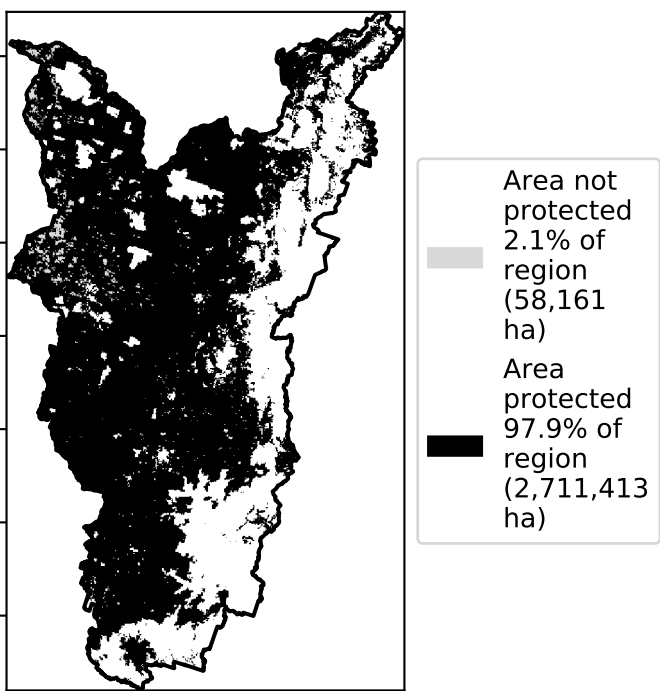 Area not
protected
2.1% of
region
(58,161
ha)
Area
protected
97.9% of
region
(2,711,413
ha)